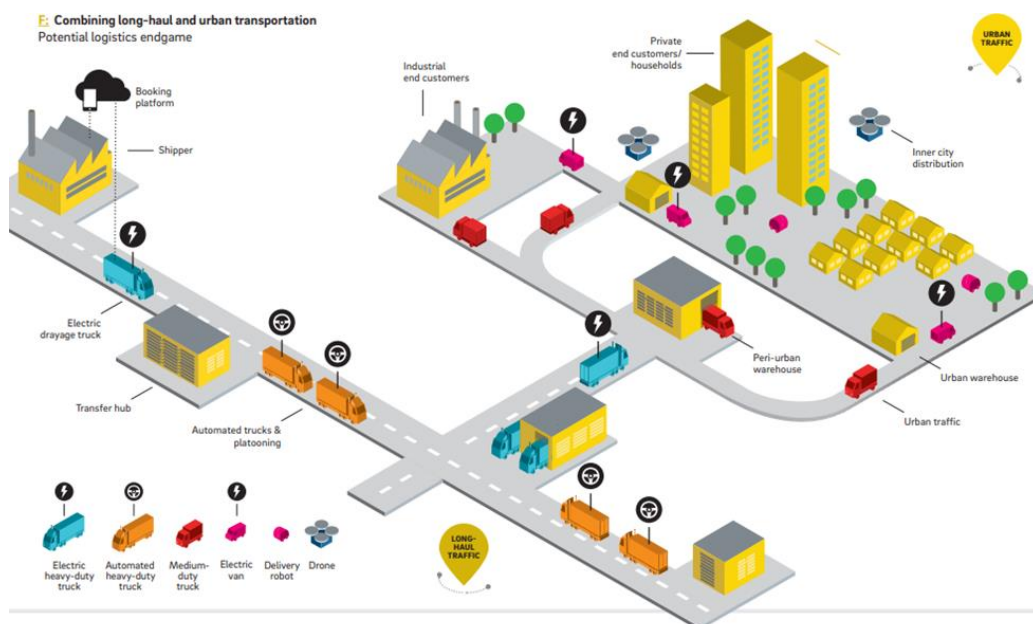 F: Combining long-haul and urban transportation
Potential logistics endgame
Booking
platform
Shipper
Industrial
end customers
Private
end customers/
households
URBAN
TRAFFIC
Inner city
distribution
Electric
drayage truck
Transfer hub
Automated trucks &
platooning
Peri-urban
warehouse
Urban warehouse
Urban traffic
LONG-
HAUL
TRAFFIC
Electric
heavy-duty
truck
Automated
heavy-duty
truck
Medium-
duty
truck
Electric
van
Delivery
robot
Drone